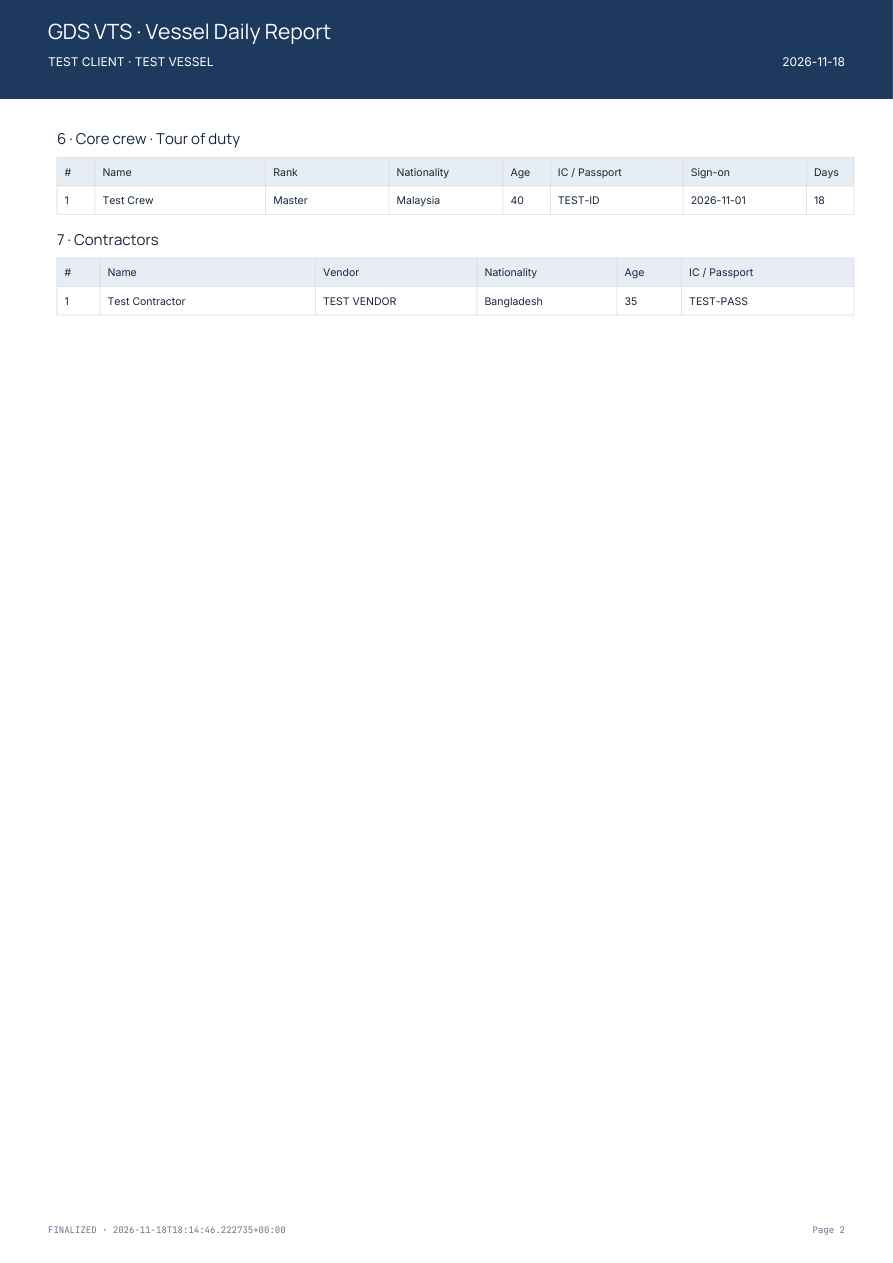 GDS VTS · Vessel Daily Report
TEST CLIENT · TEST VESSEL 2026-11-18
6 · Core crew · Tour of duty
# Name Rank Nationality Age IC / Passport Sign-on Days
1 Test Crew Master Malaysia 40 TEST-ID 2026-11-01 18
7 · Contractors
# Name Vendor Nationality Age IC / Passport
1 Test Contractor TEST VENDOR Bangladesh 35 TEST-PASS
FINALIZED · 2026-11-18T18:14:46.222735+00:00 Page 2